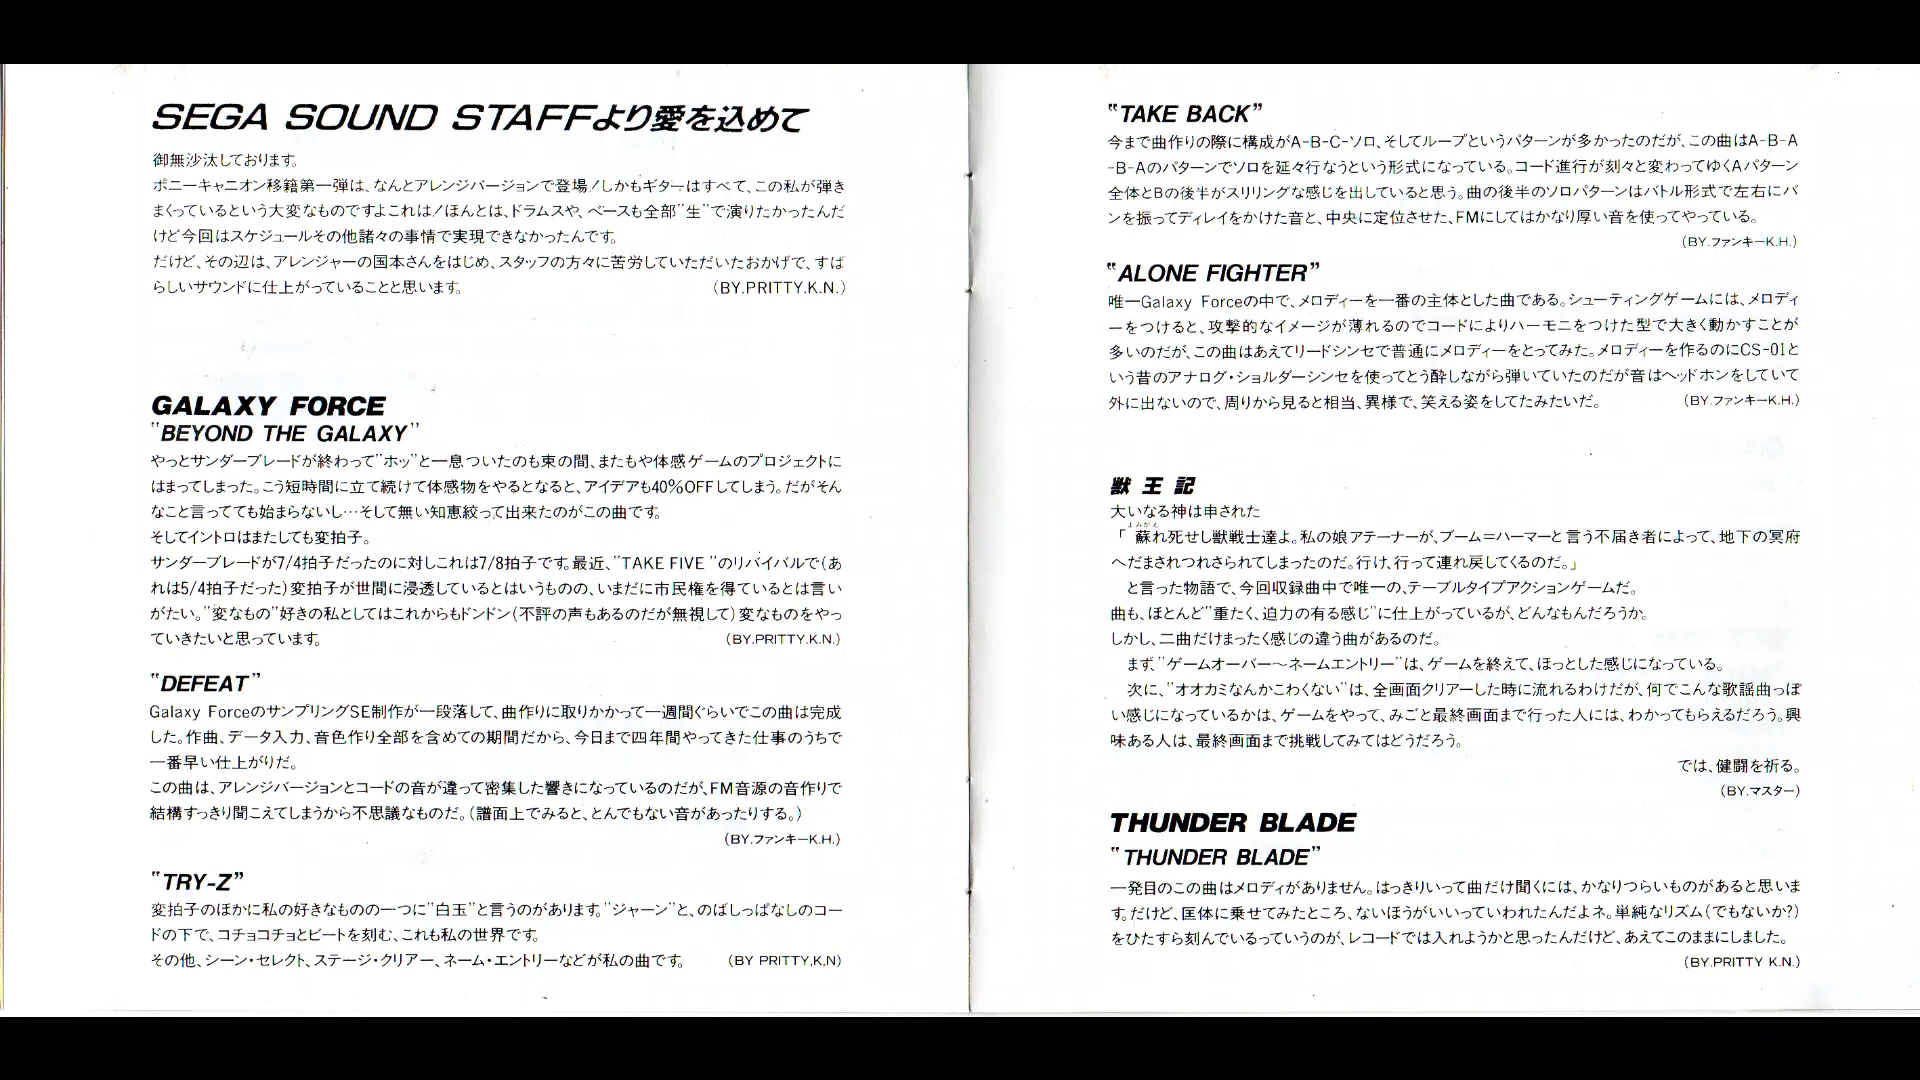 SEGA SOUND STAFFより愛を込めて
御無沙汰しております。
ポニーキャニオン移籍第一弾は、なんとアレンジバージョンで登場！しかもギターはすべて、この私が弾き
まくっているという大変なものですよこれは！ほんとは、ドラムスや、ベースも全部"生"で演りたかったんだ
けど今回はスケジュールその他諸々の事情で実現できなかったんです。
だけど、その辺は、アレンジャーの国本さんをはじめ、スタッフの方々に苦労していただいたおかげで、すば
らしいサウンドに仕上がっていることと思います。 （BY.PRITTY.K.N.）
GALAXY FORCE
"BEYOND THE GALAXY"
やっとサンダーブレードが終わって"ホッ"と一息ついたのも束の間、またもや体感ゲームのプロジェクトに
はまってしまった。こう短時間に立て続けて体感物をやるとなると、アイデアも40％OFFしてしまう。だがそん
なこと言ってても始まらないし…そして無い知恵絞って出来たのがこの曲です。
そしてイントロはまたしても変拍子。
サンダーブレードが7/4拍子だったのに対しこれは7/8拍子です。最近、"TAKE FIVE "のリバイバルで（あ
れは5/4拍子だった）変拍子が世間に浸透しているとはいうものの、いまだに市民権を得ているとは言い
がたい。"変なもの"好きの私としてはこれからもドンドン（不評の声もあるのだが無視して）変なものをやっ
ていきたいと思っています。 （BY.PRITTY.K.N.）
"DEFEAT"
Galaxy ForceのサンプリングSE制作が一段落して、曲作りに取りかかって一週間ぐらいでこの曲は完成
した。作曲、データ入力、音色作り全部を含めての期間だから、今日まで四年間やってきた仕事のうちで
一番早い仕上がりだ。
この曲は、アレンジバージョンとコードの音が違って密集した響きになっているのだが、FM音源の音作りで
結構すっきり聞こえてしまうから不思議なものだ。（譜面上でみると、とんでもない音があったりする。）
（BY.ファンキーK.H.）
"TRY-Z"
変拍子のほかに私の好きなものの一つに"白玉"と言うのがあります。"ジャーン"と、のばしっぱなしのコー
ドの下で、コチョコチョとビートを刻む、これも私の世界です。
その他、シーン・セレクト、ステージ・クリアー、ネーム・エントリーなどが私の曲です。 （BY PRITTY,K,N）
"TAKE BACK"
今まで曲作りの際に構成がA-B-C-ソロ、そしてループというパターンが多かったのだが、この曲はA-B-A
-B-Aのパターンでソロを延々行なうという形式になっている。コード進行が刻々と変わってゆくAパターン
全体とBの後半がスリリングな感じを出していると思う。曲の後半のソロパターンはバトル形式で左右にパ
ンを振ってディレイをかけた音と、中央に定位させた、FMにしてはかなり厚い音を使ってやっている。
（BY.ファンキーK.H.）
"ALONE FIGHTER"
唯一Galaxy Forceの中で、メロディーを一番の主体とした曲である。シューティングゲームには、メロディ
ーをつけると、攻撃的なイメージが薄れるのでコードによりハーモニをつけた型で大きく動かすことが
多いのだが、この曲はあえてリードシンセで普通にメロディーをとってみた。メロディーを作るのにCS-01と
いう昔のアナログ・ショルダーシンセを使ってとう酔しながら弾いていたのだが音はヘッドホンをしていて
外に出ないので、周りから見ると相当、異様で、笑える姿をしてたみたいだ。 （BY.ファンキーK.H.）
獣王記
大いなる神は申された
「蘇れ死せし獣戦士達よ。私の娘アテーナーが、ブーム＝ハーマーと言う不届き者によって、地下の冥府
よみがえ
へだまされつれさられてしまったのだ。行け、行って連れ戻してくるのだ。」
と言った物語で、今回収録曲中で唯一の、テーブルタイプアクションゲームだ。
曲も、ほとんど"重たく、迫力の有る感じ"に仕上がっているが、どんなもんだろうか。
しかし、二曲だけまったく感じの違う曲があるのだ。
まず、"ゲームオーバー〜ネームエントリー"は、ゲームを終えて、ほっとした感じになっている。
次に、"オオカミなんかこわくない"は、全画面クリアーした時に流れるわけだが、何でこんな歌謡曲っぽ
い感じになっているかは、ゲームをやって、みごと最終画面まで行った人には、わかってもらえるだろう。興
味ある人は、最終画面まで挑戦してみてはどうだろう。
では、健闘を祈る。
（BY.マスター）
THUNDER BLADE
"THUNDER BLADE"
一発目のこの曲はメロディがありません。はっきりいって曲だけ聞くには、かなりつらいものがあると思いま
す。だけど、匡体に乗せてみたところ、ないほうがいいっていわれたんだよネ。単純なリズム（でもないか?）
をひたすら刻んでいるっていうのが、レコードでは入れようかと思ったんだけど、あえてこのままにしました。
（BY.PRITTY K.N.）